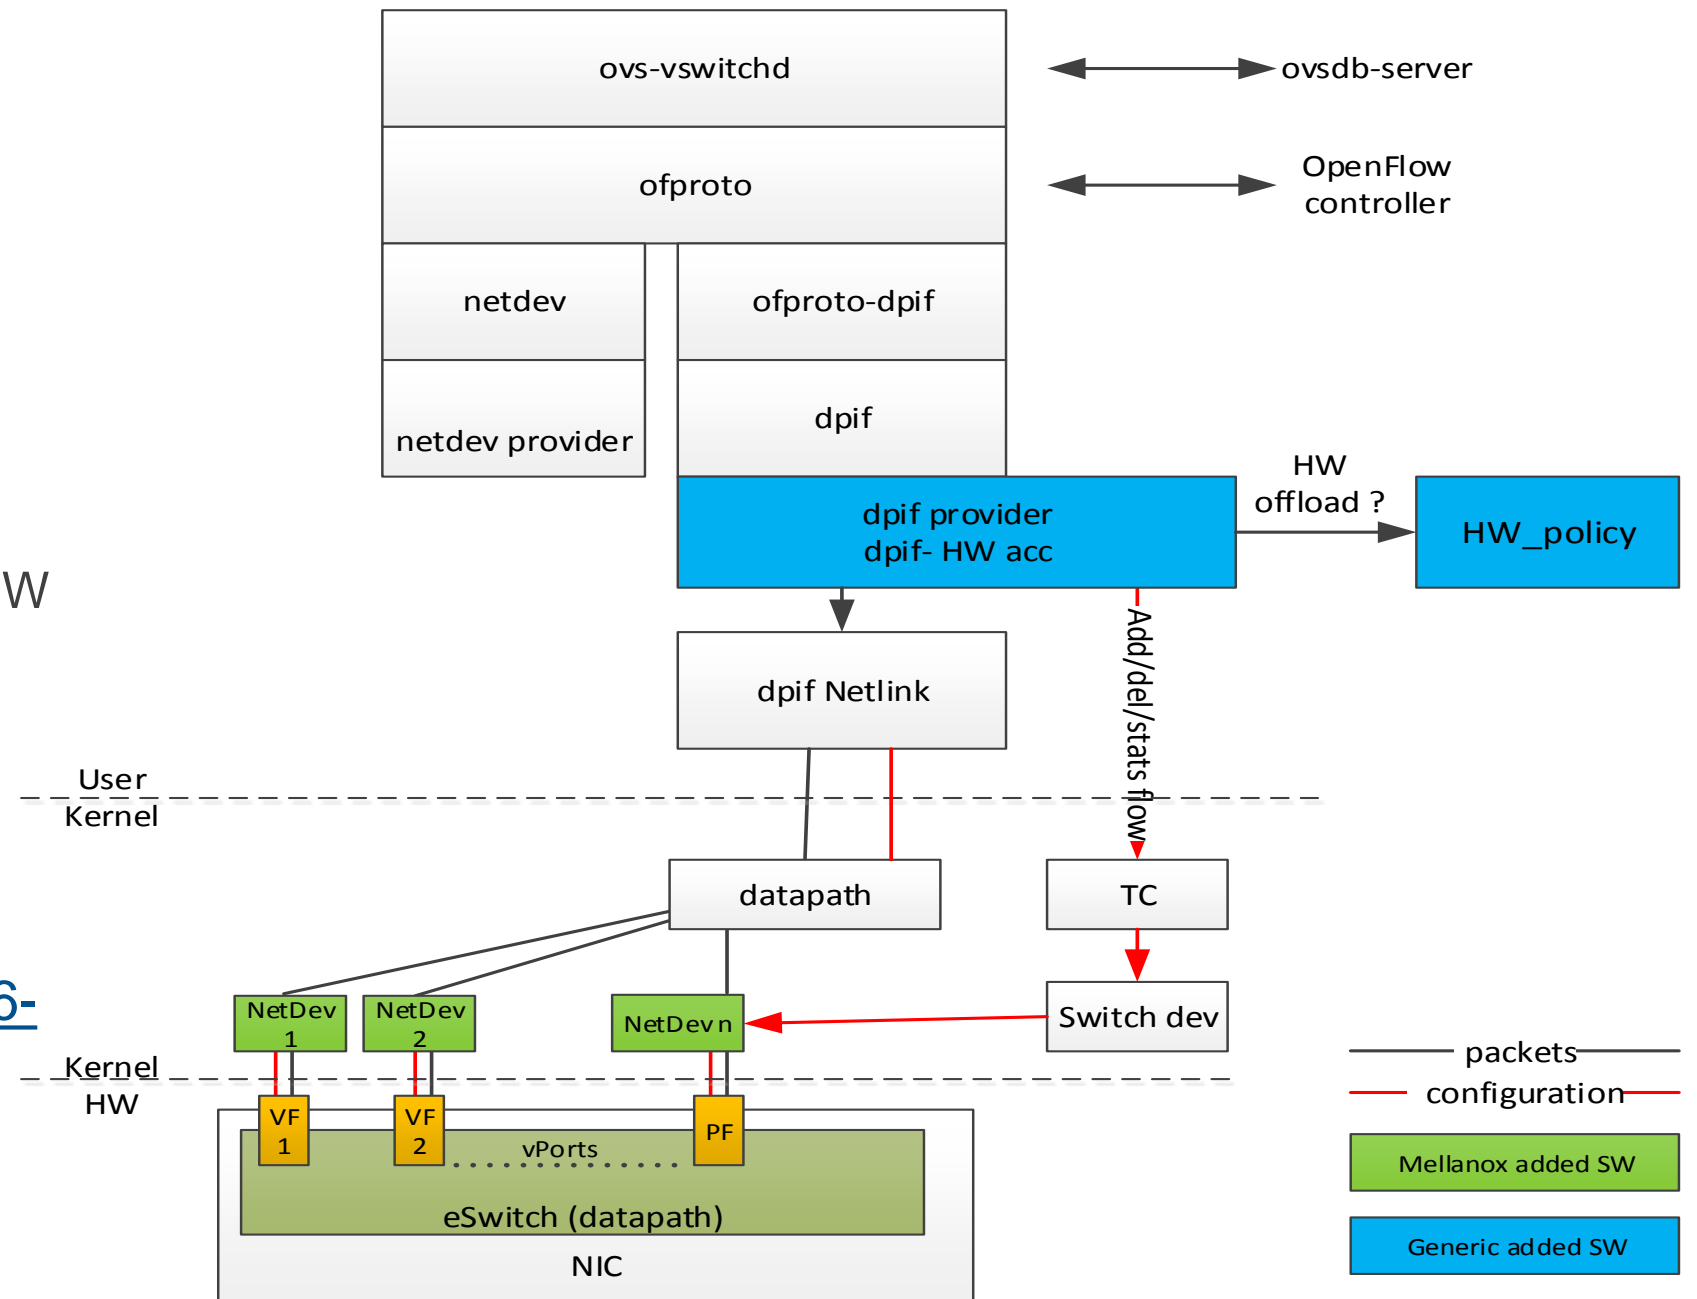 ovs-vswitchd
ovsdb-server
ofproto
OpenFlow
controller
netdev
ofproto-dpif
netdev provider
dpif
HW
offload ?
dpif provider
dpif- HW acc
HW_policy
W
Add/del/stats flow
dpif Netlink
User
Kernel
datapath
TC
6-
NetDev
1
NetDev
2
NetDev n
Switch dev
Kernel
HW
packets
configuration
VF
1
VF
2
vPorts
PF
Mellanox added SW
eSwitch (datapath)
Generic added SW
NIC